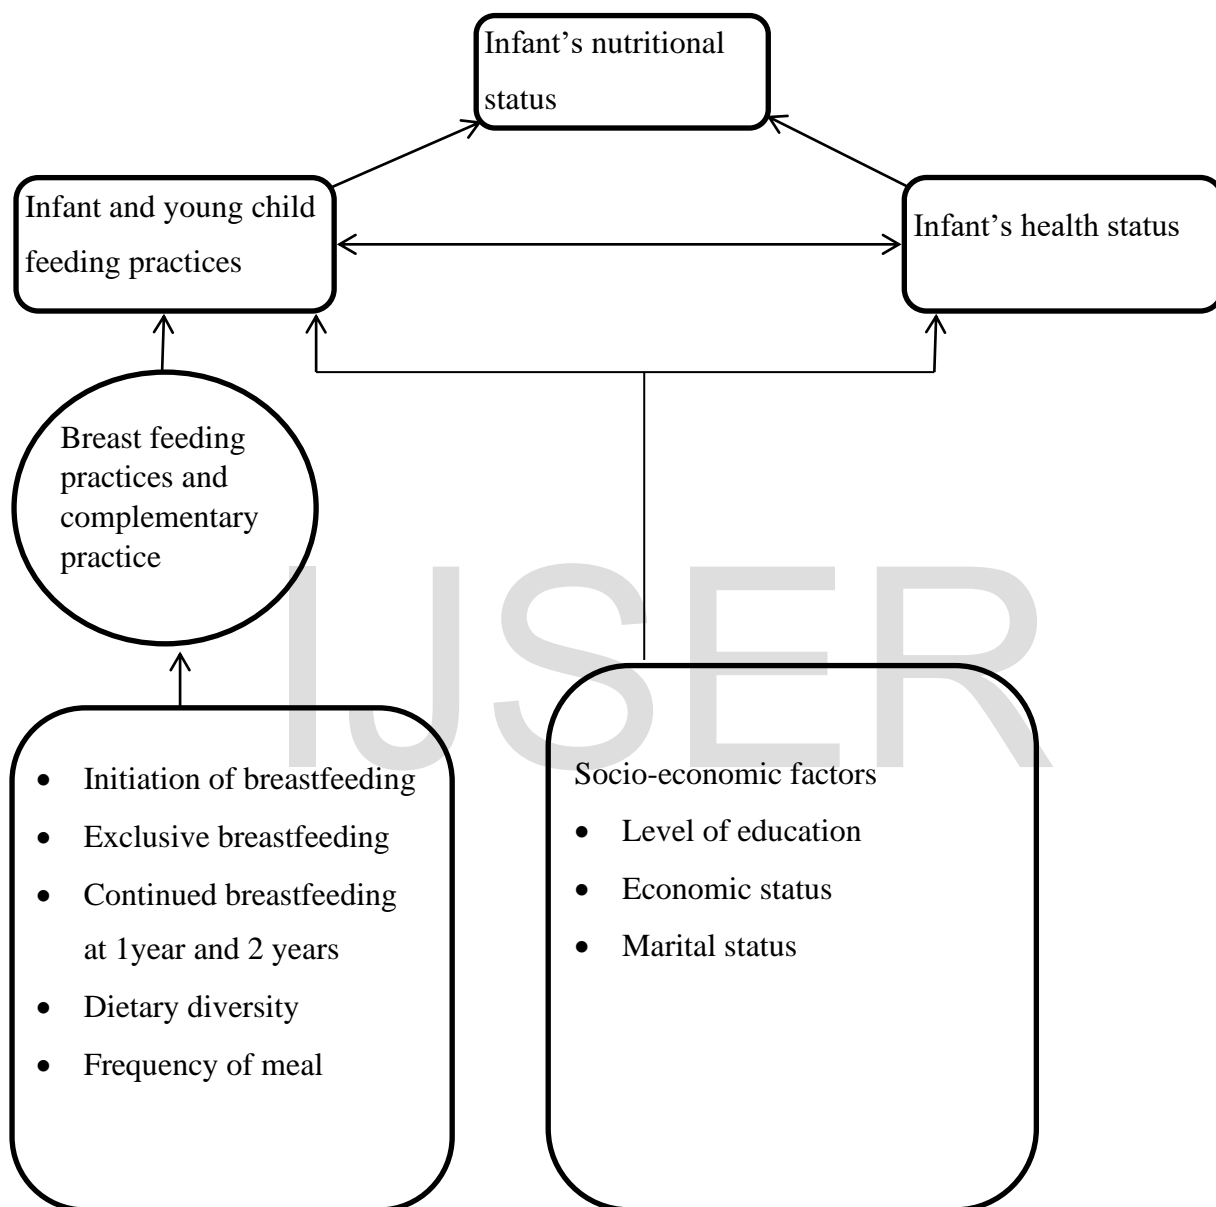 Infant’s nutritional
status
Infant and young child
feeding practices
Infant’s health status
Breast feeding
practices and
complementary
practice
IJSER
• Initiation of breastfeeding
• Exclusive breastfeeding
• Continued breastfeeding
at 1year and 2 years
• Dietary diversity
• Frequency of meal
Socio-economic factors
• Level of education
• Economic status
• Marital status